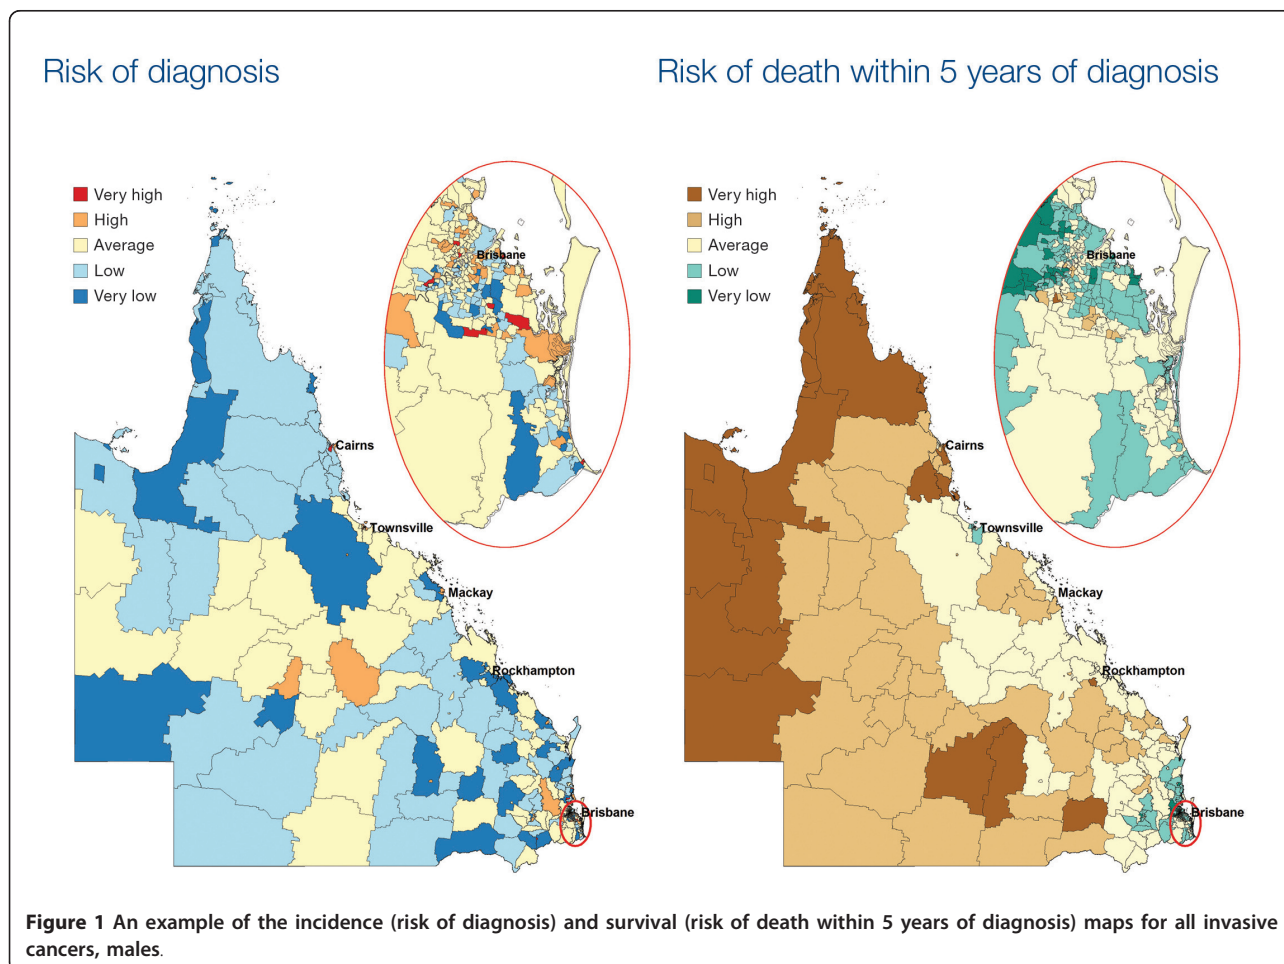 Risk of diagnosis
Risk of death within 5 years of diagnosis
Very high
High
Average
Low
Very low
Brisbane
Cairns
Townsville
Mackay
Rockhampton
Brisbane
Very high
High
Average
Low
Very low
Brisbane
Cairns
Townsville
Mackay
Rockhampton
Brisbane
Figure 1 An example of the incidence (risk of diagnosis) and survival (risk of death within 5 years of diagnosis) maps for all invasive
cancers, males.